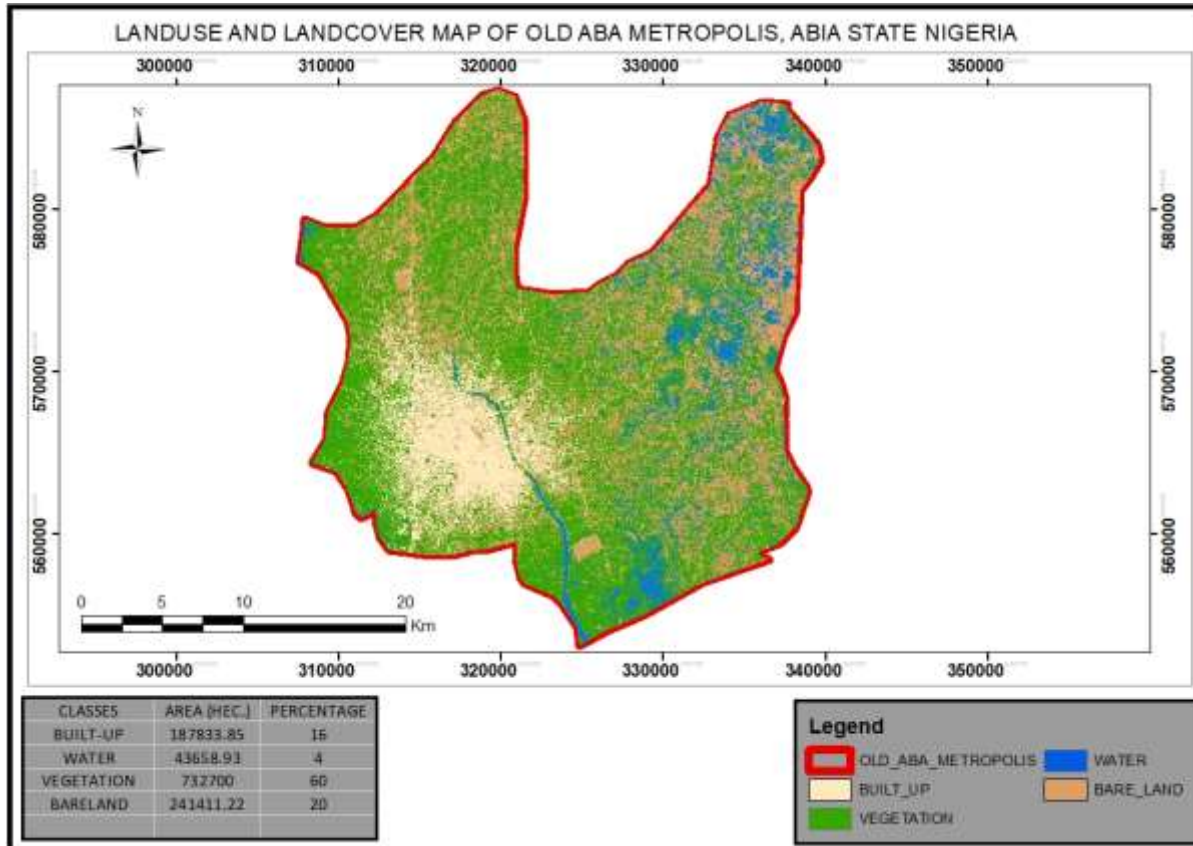 LANDUSE AND LANDCOVER MAP OF OLD ABA METROPOLIS, ABIA STATE NIGERIA
300000 310000 320000 330000 340000 350000
N
580000 580000
570000 570000
560000 560000
0 5 10 20
Km
300000 310000 320000 330000 340000 350000
CLASSES AREA (HEC.) PERCENTAGE
BUILT-UP 187833.85 16
WATER 43658.93 4
VEGETATION 732700 60
BARELAND 241411.22 20
Legend
OLD_ABA_METROPOLIS WATER
BUILT_UP BARE_LAND
VEGETATION